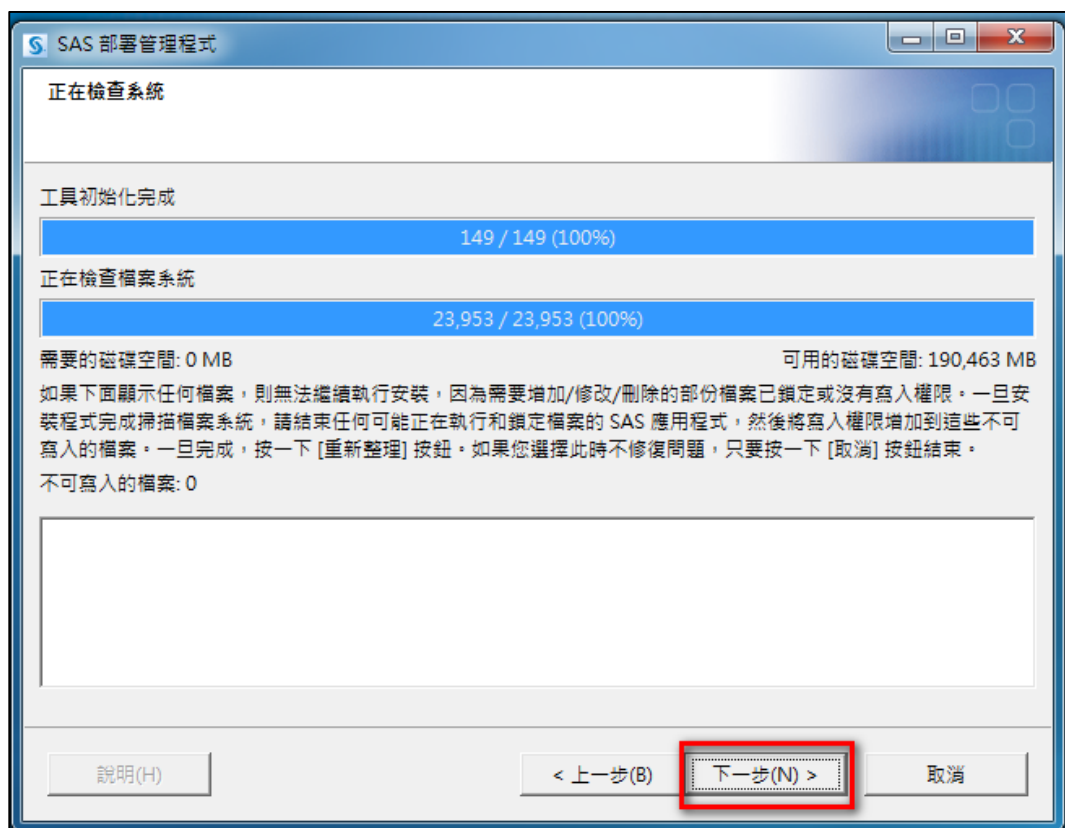 SAS 部署管理程式
正在檢查系統
工具初始化完成
149 / 149 (100%)
正在檢查檔案系統
23,953 / 23,953 (100%)
需要的磁碟空間: 0 MB 可用的磁碟空間: 190,463 MB
如果下面顯示任何檔案，則無法繼續執行安裝，因為需要增加/修改/刪除的部份檔案已鎖定或沒有寫入權限。一旦安
裝程式完成掃描檔案系統，請結束任何可能正在執行和鎖定檔案的 SAS 應用程式，然後將寫入權限增加到這些不可
寫入的檔案。一旦完成，按一下 [重新整理] 按鈕。如果您選擇此時不修復問題，只要按一下 [取消] 按鈕結束。
不可寫入的檔案: 0
說明(H) < 上一步(B) 下一步(N) > 取消